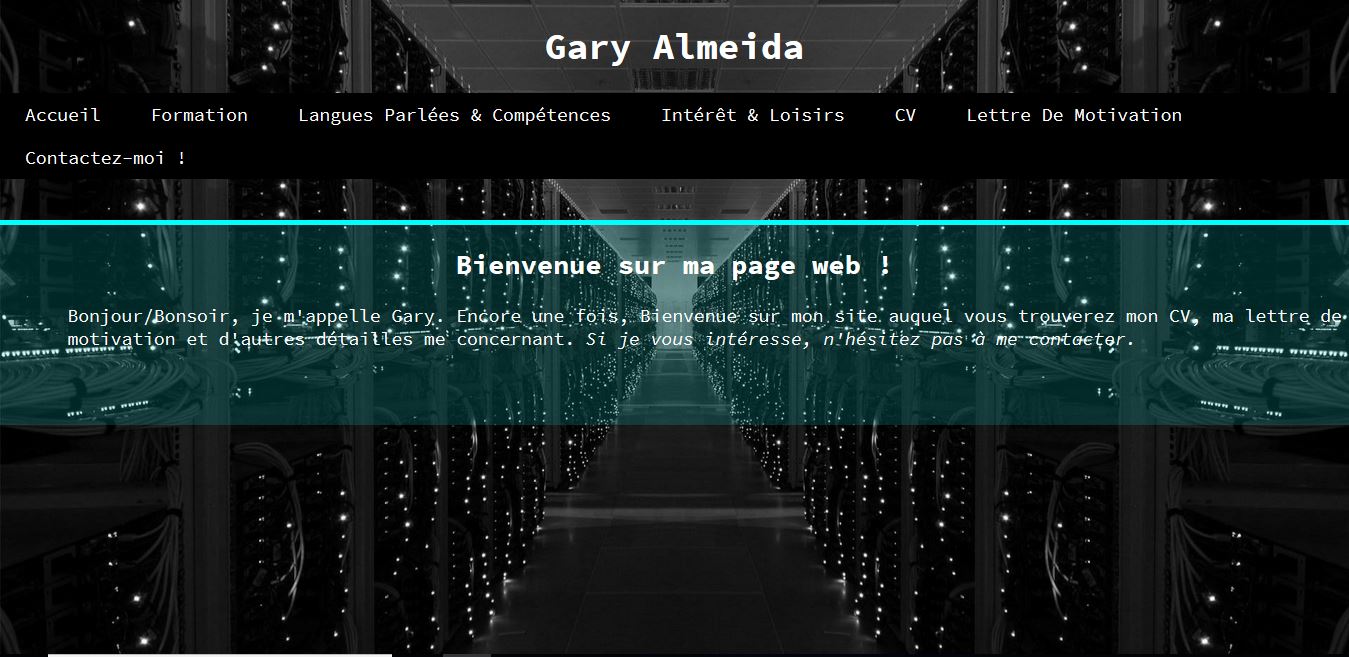 Gary Almeida
Accueil Formation Langues Parlées & Compétences Intérêt & Loisirs CV Lettre De Motivation
Contactez-moi !
Bienvenue sur ma page web !
Bonjour/Bonsoir, je m'appelle Gary. Encore une fois, Bienvenue sur mon site auquel vous trouverez mon CV, ma lettre de
motivation et d'autres détailles me concernant. Si je vous intéresse, n'hésitez pas à me contacter.